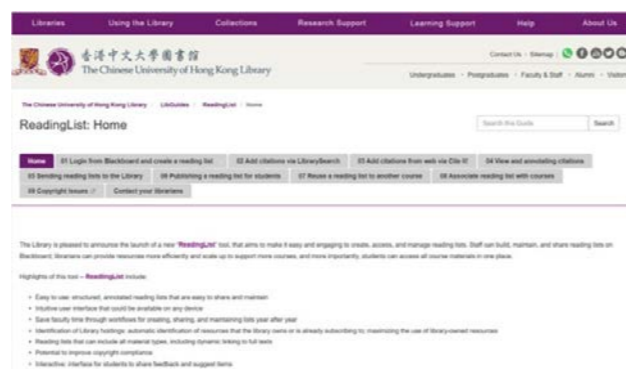 Libraries Using the Library Collections Research Support Learning Support Help About Us
香港中文大學圖書館
The Chinese University of Hong Kong Library
Contact Us Sitemap
Undergraduates Postgraduates Faculty & Staff Alumni Visitors
The Chinese University of Hong Kong Library LibGuides ReadingList Home
ReadingList: Home
Search this Guide Search
Home 01 Login from Blackboard and create a reading list 02 Add citations via LibrarySearch 03 Add citations from web via Cite It! 04 View and annotating citations
05 Sending reading lists to the Library 06 Publishing a reading list for students 07 Reuse a reading list to another course 08 Associate reading list with courses
09 Copyright Issues Contact your librarians
The Library is pleased to announce the launch of a new "ReadingList" tool, that aims to make it easy and engaging to create, access, and manage reading lists. Staff can build, maintain, and share reading lists on
Blackboard; librarians can provide resources more efficiently and scale up to support more courses, and more importantly, students can access all course materials in one place.
Highlights of this tool – ReadingList include:
• Easy to use: structured, annotated reading lists that are easy to share and maintain
• Intuitive user interface that could be available on any device
• Save faculty time through workflows for creating, sharing, and maintaining lists year after year
• Identification of Library holdings: automatic identification of resources that the library owns or is already subscribing to; maximizing the use of library-owned resources
• Reading lists that can include all material types, including dynamic linking to full texts
• Potential to improve copyright compliance
• Interactive: interface for students to share feedback and suggest items